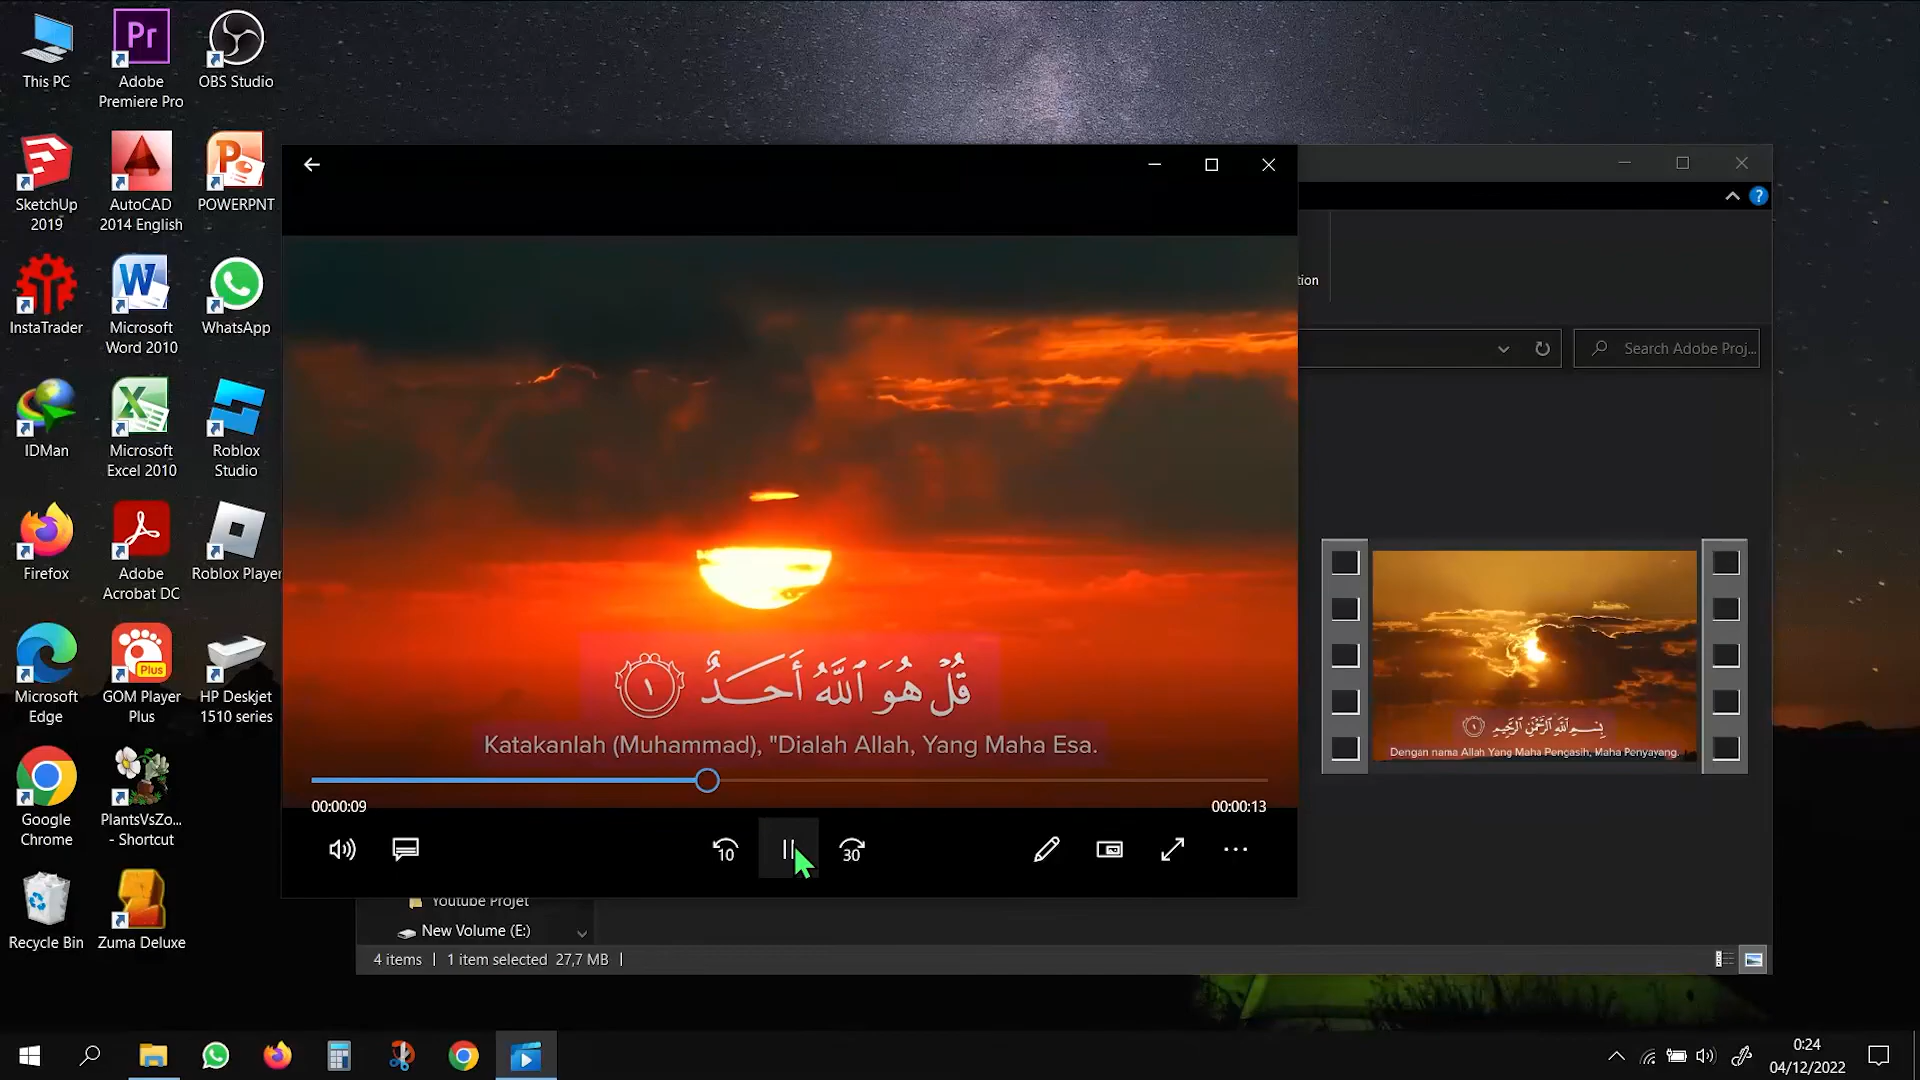 This PC
Adobe
Premiere Pro
OBS Studio
SketchUp
2019
AutoCAD
2014 English
POWERPNT
InstaTrader
Microsoft
Word 2010
WhatsApp
IDMan
Microsoft
Excel 2010
Roblox
Studio
Firefox
Adobe
Acrobat DC
Roblox Player
Microsoft
Edge
GOM Player
Plus
HP Deskjet
1510 series
Google
Chrome
PlantsVsZo...
- Shortcut
Recycle Bin
Zuma Deluxe
Pr
Plus
قُلْ هُوَ ٱللَّهُ أَحَدٌ ١
Katakanlah (Muhammad), "Dialah Allah, Yang Maha Esa.
00:00:09
00:00:13
10
30
tion
Search Adobe Proj...
بِسْمِ ٱللَّهِ ٱلرَّحْمَٰنِ ٱلرَّحِيمِ ١
Dengan nama Allah Yang Maha Pengasih, Maha Penyayang.
Youtube Projet
New Volume (E:)
4 items | 1 item selected 27,7 MB |
0:24
04/12/2022